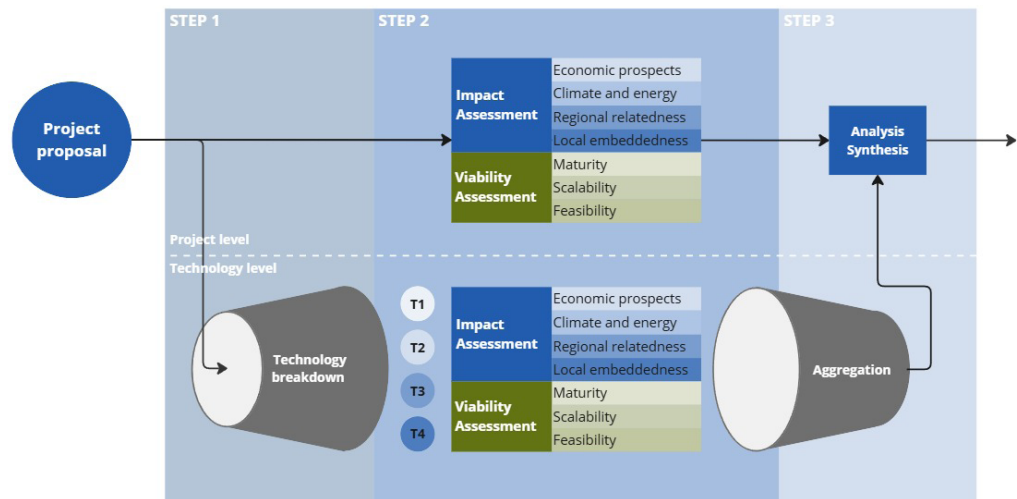 STEP 1
STEP 2
STEP 3
Project
proposal
Impact
Assessment
Economic prospects
Climate and energy
Regional relatedness
Local embeddedness
Viability
Assessment
Maturity
Scalability
Feasibility
Analysis
Synthesis
Project level
Technology level
Technology
breakdown
T1
T2
T3
T4
Impact
Assessment
Economic prospects
Climate and energy
Regional relatedness
Local embeddedness
Viability
Assessment
Maturity
Scalability
Feasibility
Aggregation